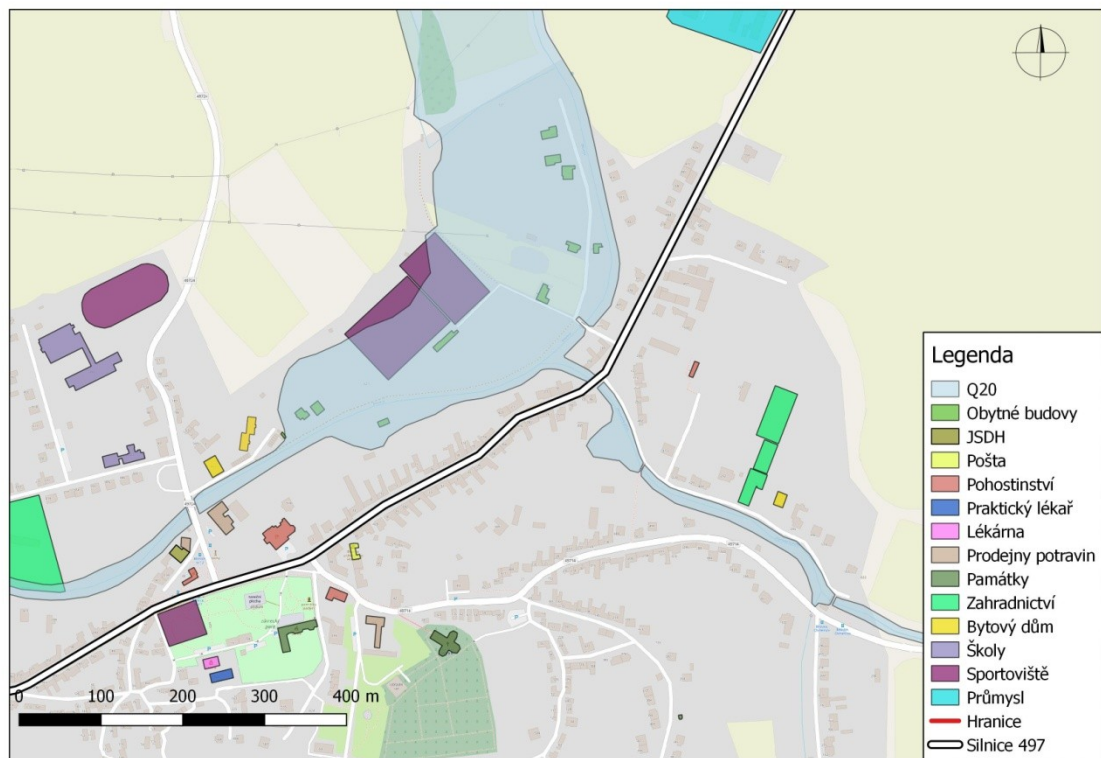 Legenda
Q20
Obytné budovy
JSDH
Pošta
Pohostinství
Praktický lékař
Lékárna
Prodejny potravin
Památky
Zahradnictví
Bytový dům
Školy
Sportoviště
Průmysl
Hranice
Silnice 497
0 100 200 300 400 m